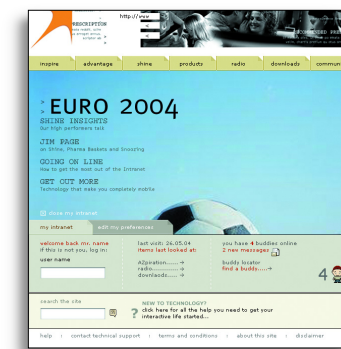 http://www
PRESCRIPTION
RECOMMENDED PRE
inspire advantage shine products radio downloads commun
> EURO 2004
>
SHINE INSIGHTS
Our high performers talk
JIM PAGE
on Shine, Pharma Baskets and Snoozing
GOING ON LINE
How to get the most out of the Intranet
GET OUT MORE
Technology that makes you completely mobile
close my intranet
my intranet edit my preferences
welcome back mr. name
if this is not you, log in:
user name
last visit: 26.05.04
items last looked at:
AZpiration......→
radio............→
downloads.....→
you have 4 buddies online
2 new messages
buddy locator
find a buddy.....→
4
search the site
? NEW TO TECHNOLOGY?
click here for all the help you need to get your
interactive life started...
help : contact technical support : terms and conditions : about this site : disclaimer